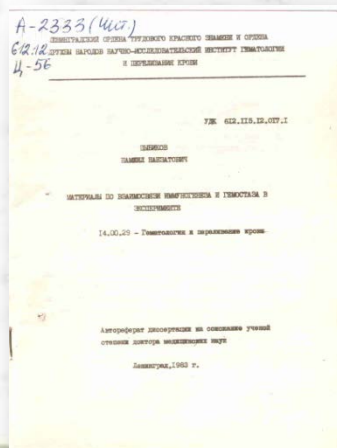 А-2333 (Чит.)
612.12
Ц-56
ЛЕНИНГРАДСКИЙ ОРДЕНА ТРУДОВОГО КРАСНОГО ЗНАМЕНИ И ОРДЕНА
ДРУЖБЫ НАРОДОВ НАУЧНО-ИССЛЕДОВАТЕЛЬСКИЙ ИНСТИТУТ ГЕМАТОЛОГИИ
И ПЕРЕЛИВАНИЯ КРОВИ
УДК 612.115.12.017.1
ЦЫБИКОВ
НАМЖИЛ НАНЗАТОВИЧ
МАТЕРИАЛЫ ПО ВЗАИМОСВЯЗИ ИММУНОГЕНЕЗА И ГЕМОСТАЗА В
ЭКСПЕРИМЕНТЕ
14.00.29 - Гематология и переливание крови
Автореферат диссертации на соискание ученой
степени доктора медицинских наук
Ленинград, 1983 г.